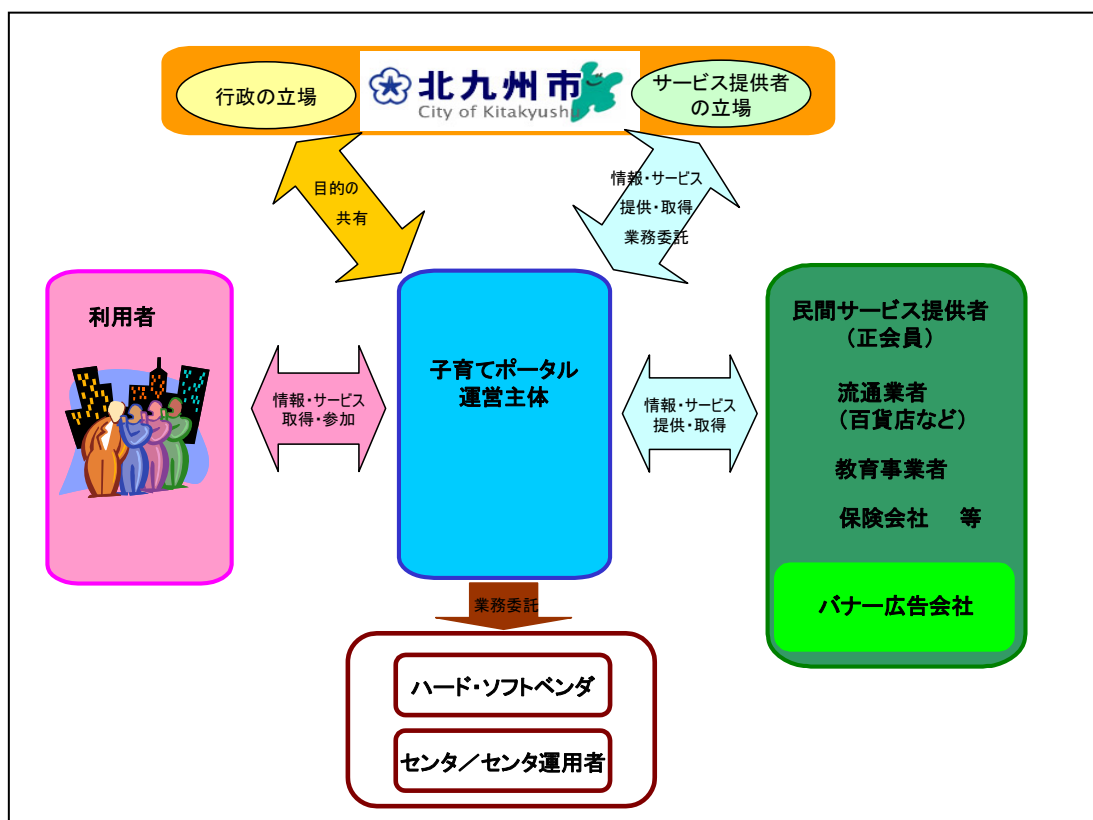 行政の立場
北九州市
City of Kitakyushu
サービス提供者
の立場
目的の
共有
情報・サービス
提供・取得
業務委託
利用者
情報・サービス
取得・参加
子育てポータル
運営主体
情報・サービス
提供・取得
民間サービス提供者
（正会員）
流通業者
（百貨店など）
教育事業者
保険会社　等
バナー広告会社
業務委託
ハード・ソフトベンダ
センタ／センタ運用者